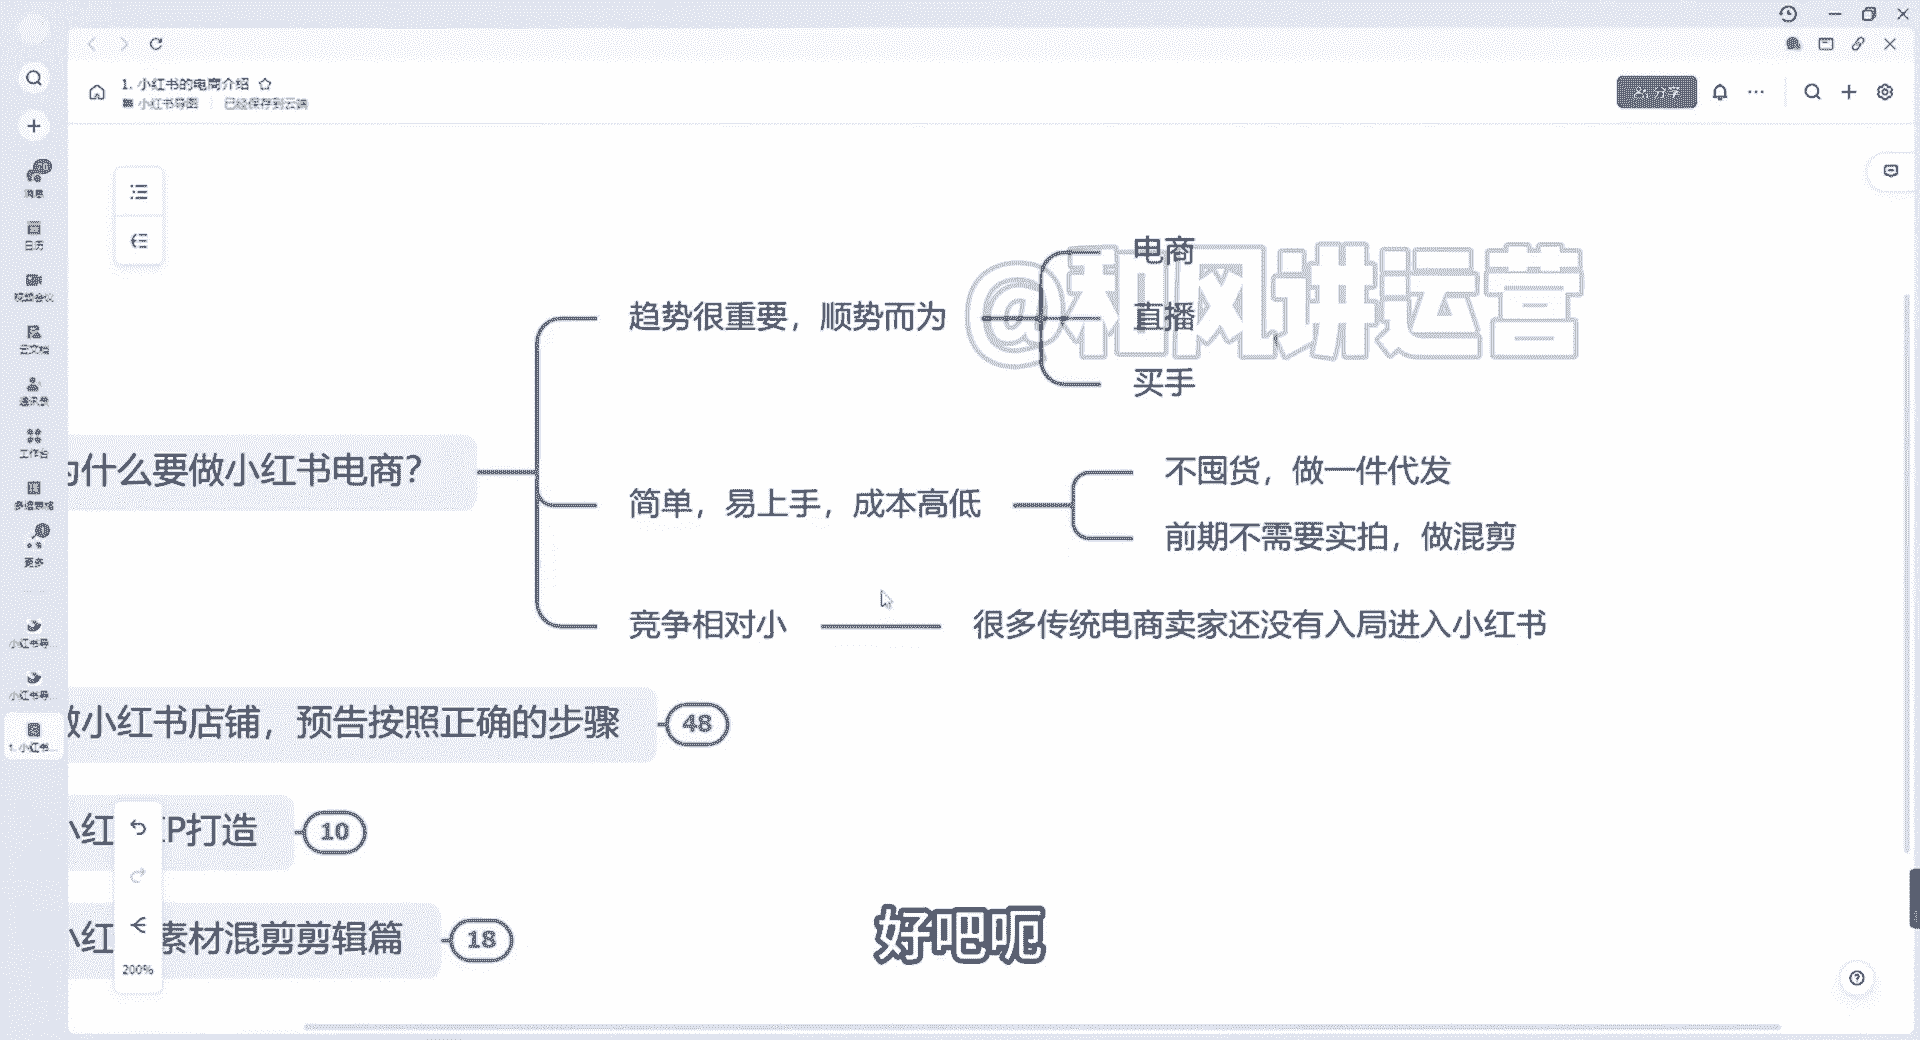 1. 小红书的电商介绍
小红书导图
已经保存到云端
分享
消息
日历
视频会议
云文档
通讯录
工作台
多维表格
更多
小红书导...
小红书导...
1. 小红书...
@和风讲运营
电商
趋势很重要，顺势而为
直播
买手
为什么要做小红书电商？
不囤货，做一件代发
简单，易上手，成本高低
前期不需要实拍，做混剪
竞争相对小
很多传统电商卖家还没有入局进入小红书
做小红书店铺，预告按照正确的步骤
48
小红
IP打造
10
小红
素材混剪剪辑篇
18
200%
好吧呃